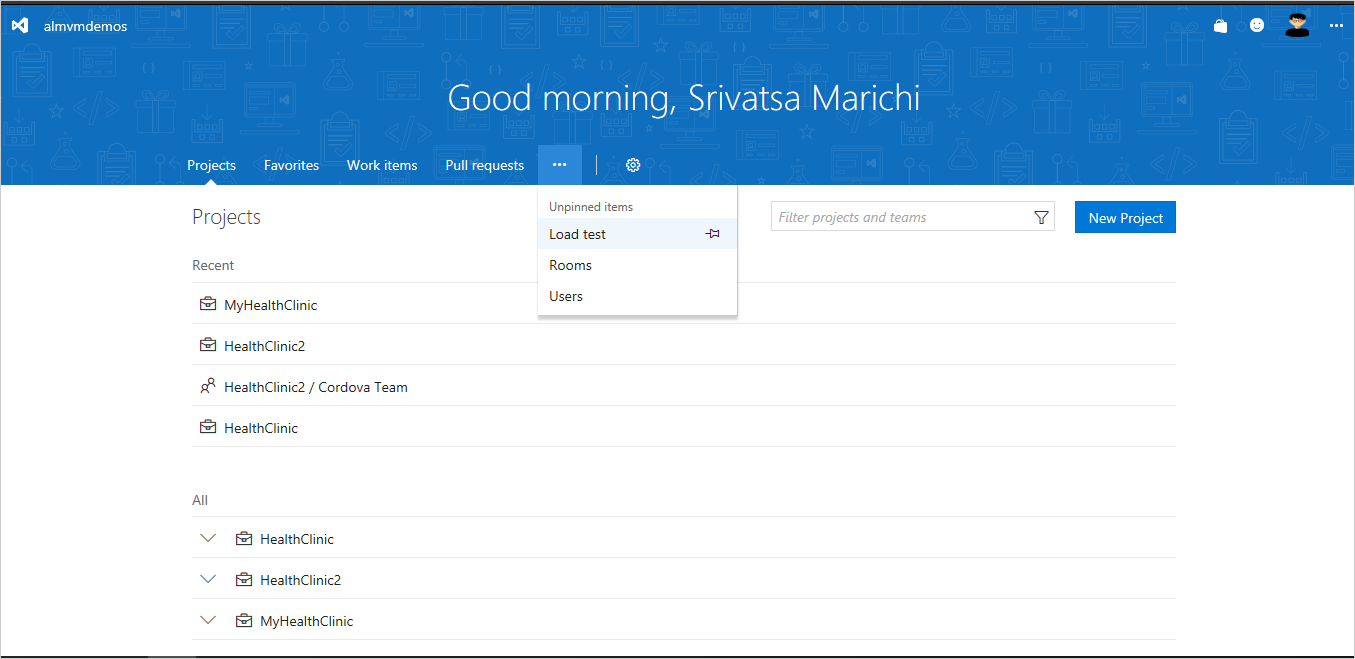 almvmdemos
Good morning, Srivatsa Marichi
Projects Favorites Work items Pull requests
Unpinned items
Load test
Rooms
Users
Projects
Filter projects and teams
New Project
Recent
MyHealthClinic
HealthClinic2
HealthClinic2 / Cordova Team
HealthClinic
All
HealthClinic
HealthClinic2
MyHealthClinic